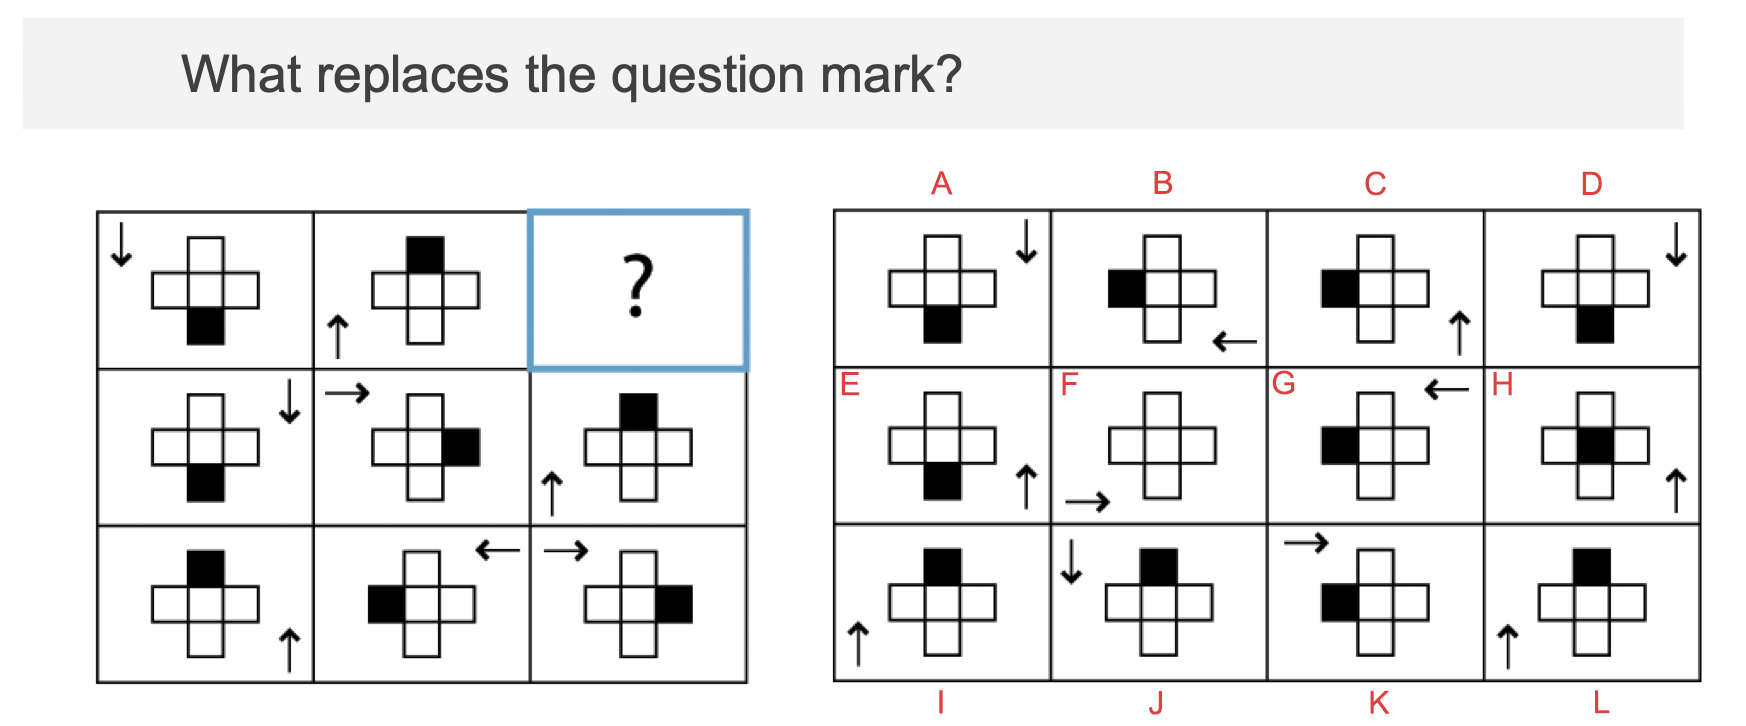 What replaces the question mark?
A B C D
?
E F G H
I J K L